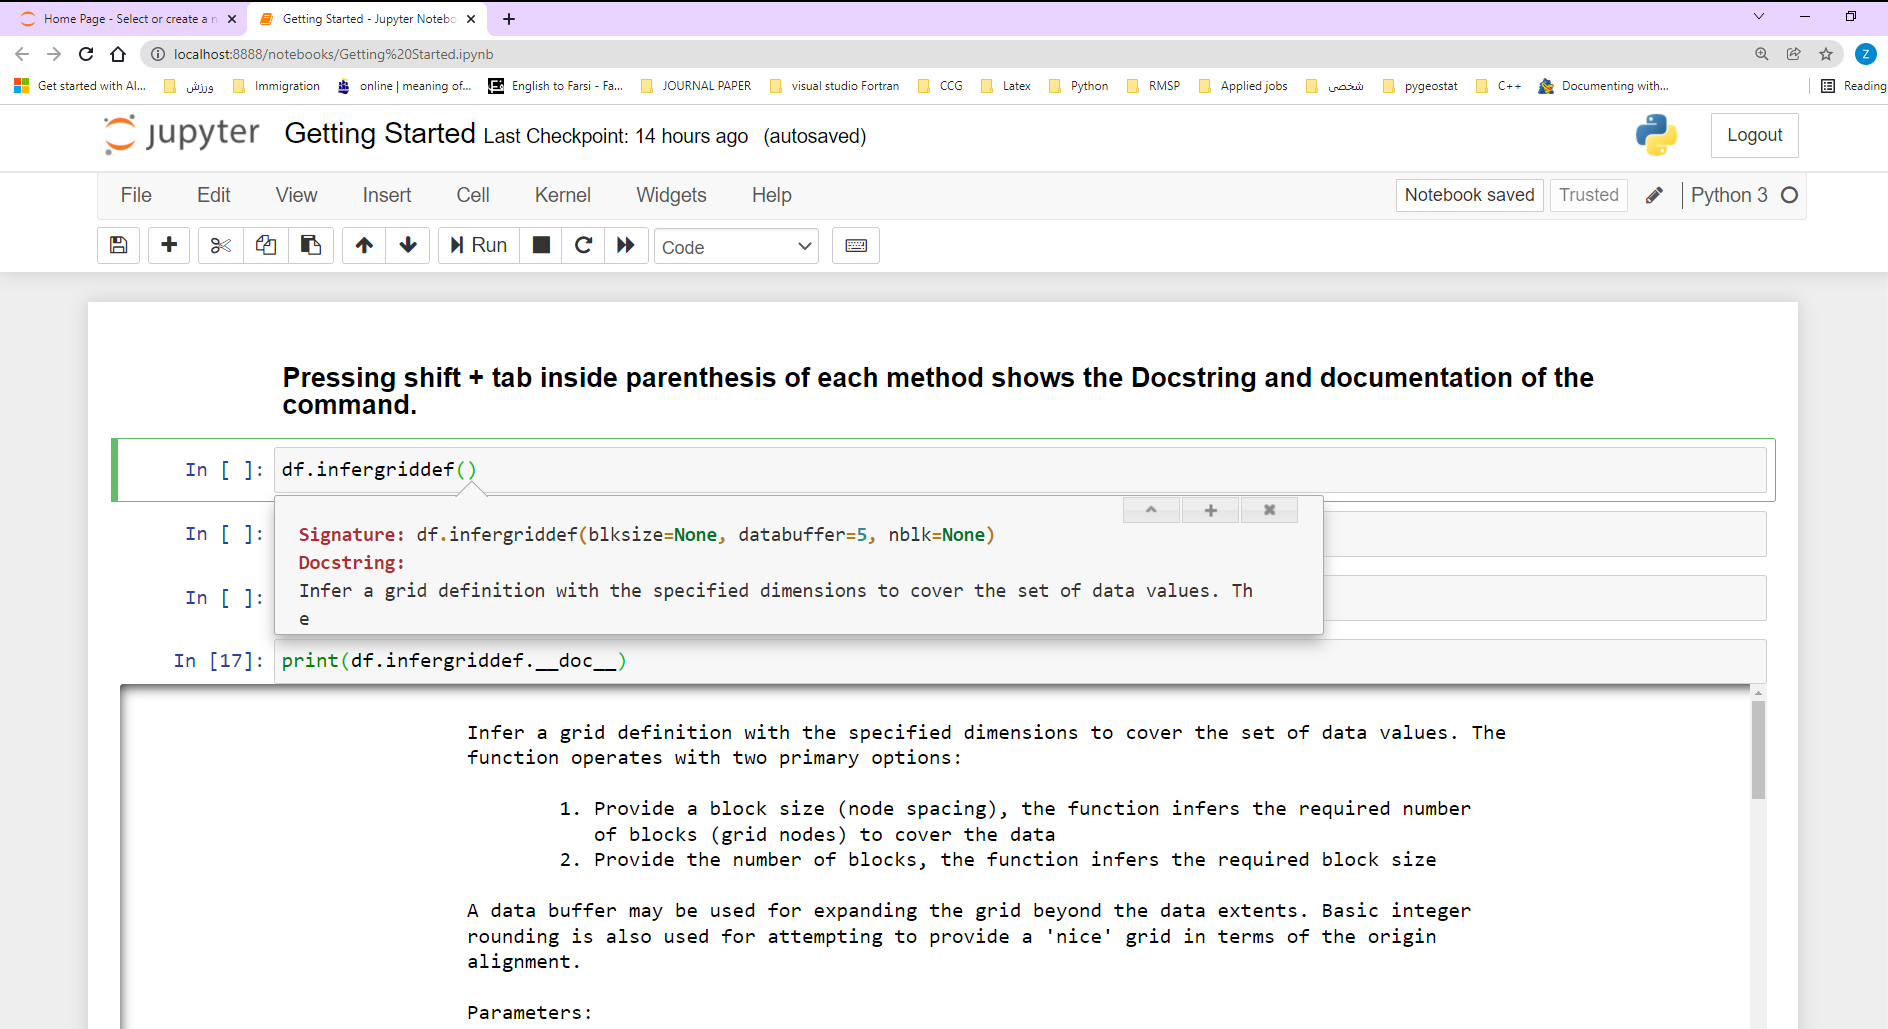 Home Page - Select or create a n
Getting Started - Jupyter Notebo
localhost:8888/notebooks/Getting%20Started.ipynb
Z
Get started with AI...
ورزش
Immigration
online | meaning of...
English to Farsi - Fa...
JOURNAL PAPER
visual studio Fortran
CCG
Latex
Python
RMSP
Applied jobs
شخصی
pygeostat
C++
Documenting with...
Reading
jupyter Getting Started Last Checkpoint: 14 hours ago (autosaved)
Logout
File Edit View Insert Cell Kernel Widgets Help
Notebook saved Trusted Python 3
Run Code
Pressing shift + tab inside parenthesis of each method shows the Docstring and documentation of the
command.
In [ ]: df.infergriddef()
In [ ]:
Signature: df.infergriddef(blksize=None, databuffer=5, nblk=None)
Docstring:
In [ ]:
Infer a grid definition with the specified dimensions to cover the set of data values. Th
e
In [17]: print(df.infergriddef.__doc__)
Infer a grid definition with the specified dimensions to cover the set of data values. The
function operates with two primary options:
1. Provide a block size (node spacing), the function infers the required number
of blocks (grid nodes) to cover the data
2. Provide the number of blocks, the function infers the required block size
A data buffer may be used for expanding the grid beyond the data extents. Basic integer
rounding is also used for attempting to provide a 'nice' grid in terms of the origin
alignment.
Parameters: